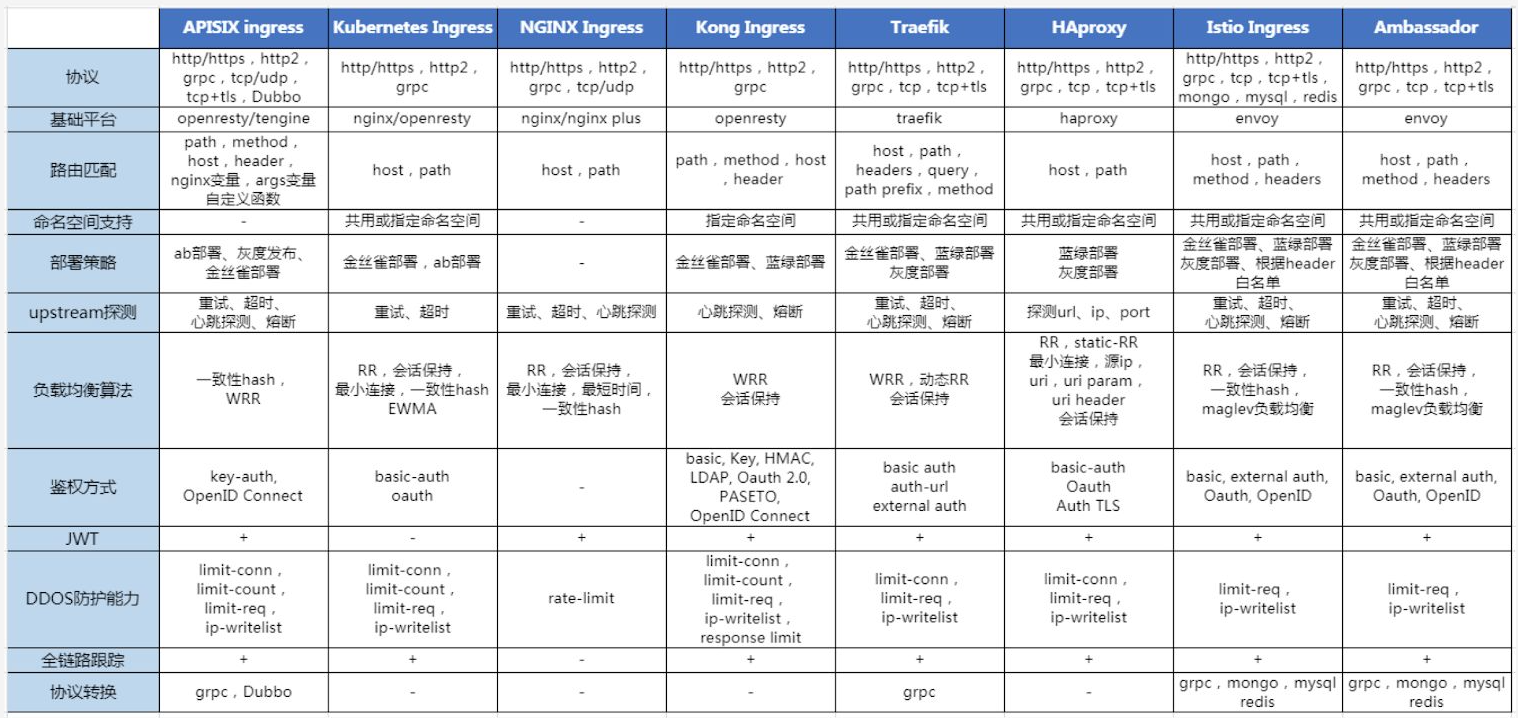 APISIX ingress
Kubernetes Ingress
NGINX Ingress
Kong Ingress
Traefik
HAproxy
Istio Ingress
Ambassador
协议
http/https，http2，
grpc，tcp/udp，
tcp+tls，Dubbo
http/https，http2，
grpc
http/https，http2，
grpc，tcp/udp
http/https，http2，
grpc
http/https，http2，
grpc，tcp，tcp+tls
http/https，http2，
grpc，tcp，tcp+tls
http/https，http2，
grpc，tcp，tcp+tls，
mongo，mysql，redis
http/https，http2，
grpc，tcp，tcp+tls
基础平台
openresty/tengine
nginx/openresty
nginx/nginx plus
openresty
traefik
haproxy
envoy
envoy
路由匹配
path，method，
host，header，
nginx变量，args变量
自定义函数
host，path
host，path
path，method，host
，header
host，path，
headers，query，
path prefix，method
host，path
host，path，
method，headers
host，path，
method，headers
命名空间支持
-
共用或指定命名空间
-
指定命名空间
共用或指定命名空间
共用或指定命名空间
共用或指定命名空间
共用或指定命名空间
部署策略
ab部署、灰度发布、
金丝雀部署
金丝雀部署，ab部署
-
金丝雀部署、蓝绿部署
金丝雀部署、蓝绿部署
灰度部署
蓝绿部署
灰度部署
金丝雀部署、蓝绿部署
灰度部署、根据header
白名单
金丝雀部署、蓝绿部署
灰度部署、根据header
白名单
upstream探测
重试、超时、
心跳探测、熔断
重试、超时
重试、超时、心跳探测
心跳探测、熔断
重试、超时、
心跳探测、熔断
探测url、ip、port
重试、超时、
心跳探测、熔断
重试、超时、
心跳探测、熔断
负载均衡算法
一致性hash，
WRR
RR，会话保持，
最小连接，一致性hash
EWMA
RR，会话保持，
最小连接，最短时间，
一致性hash
WRR
会话保持
WRR，动态RR
会话保持
RR，static-RR
最小连接，源ip，
uri，uri param，
uri header
会话保持
RR，会话保持，
一致性hash，
maglev负载均衡
RR，会话保持，
一致性hash，
maglev负载均衡
鉴权方式
key-auth,
OpenID Connect
basic-auth
oauth
-
basic, Key, HMAC,
LDAP, Oauth 2.0,
PASETO,
OpenID Connect
basic auth
auth-url
external auth
basic-auth
Oauth
Auth TLS
basic, external auth,
Oauth, OpenID
basic, external auth,
Oauth, OpenID
JWT
+
-
+
+
+
+
+
+
DDOS防护能力
limit-conn，
limit-count，
limit-req，
ip-writelist
limit-conn，
limit-count，
limit-req，
ip-writelist
rate-limit
limit-conn，
limit-count，
limit-req，
ip-writelist，
response limit
limit-conn，
limit-req，
ip-writelist
limit-conn，
limit-req，
ip-writelist
limit-req，
ip-writelist
limit-req，
ip-writelist
全链路跟踪
+
+
-
+
+
+
+
+
协议转换
grpc，Dubbo
-
-
-
grpc
-
grpc，mongo，mysql
redis
grpc，mongo，mysql
redis